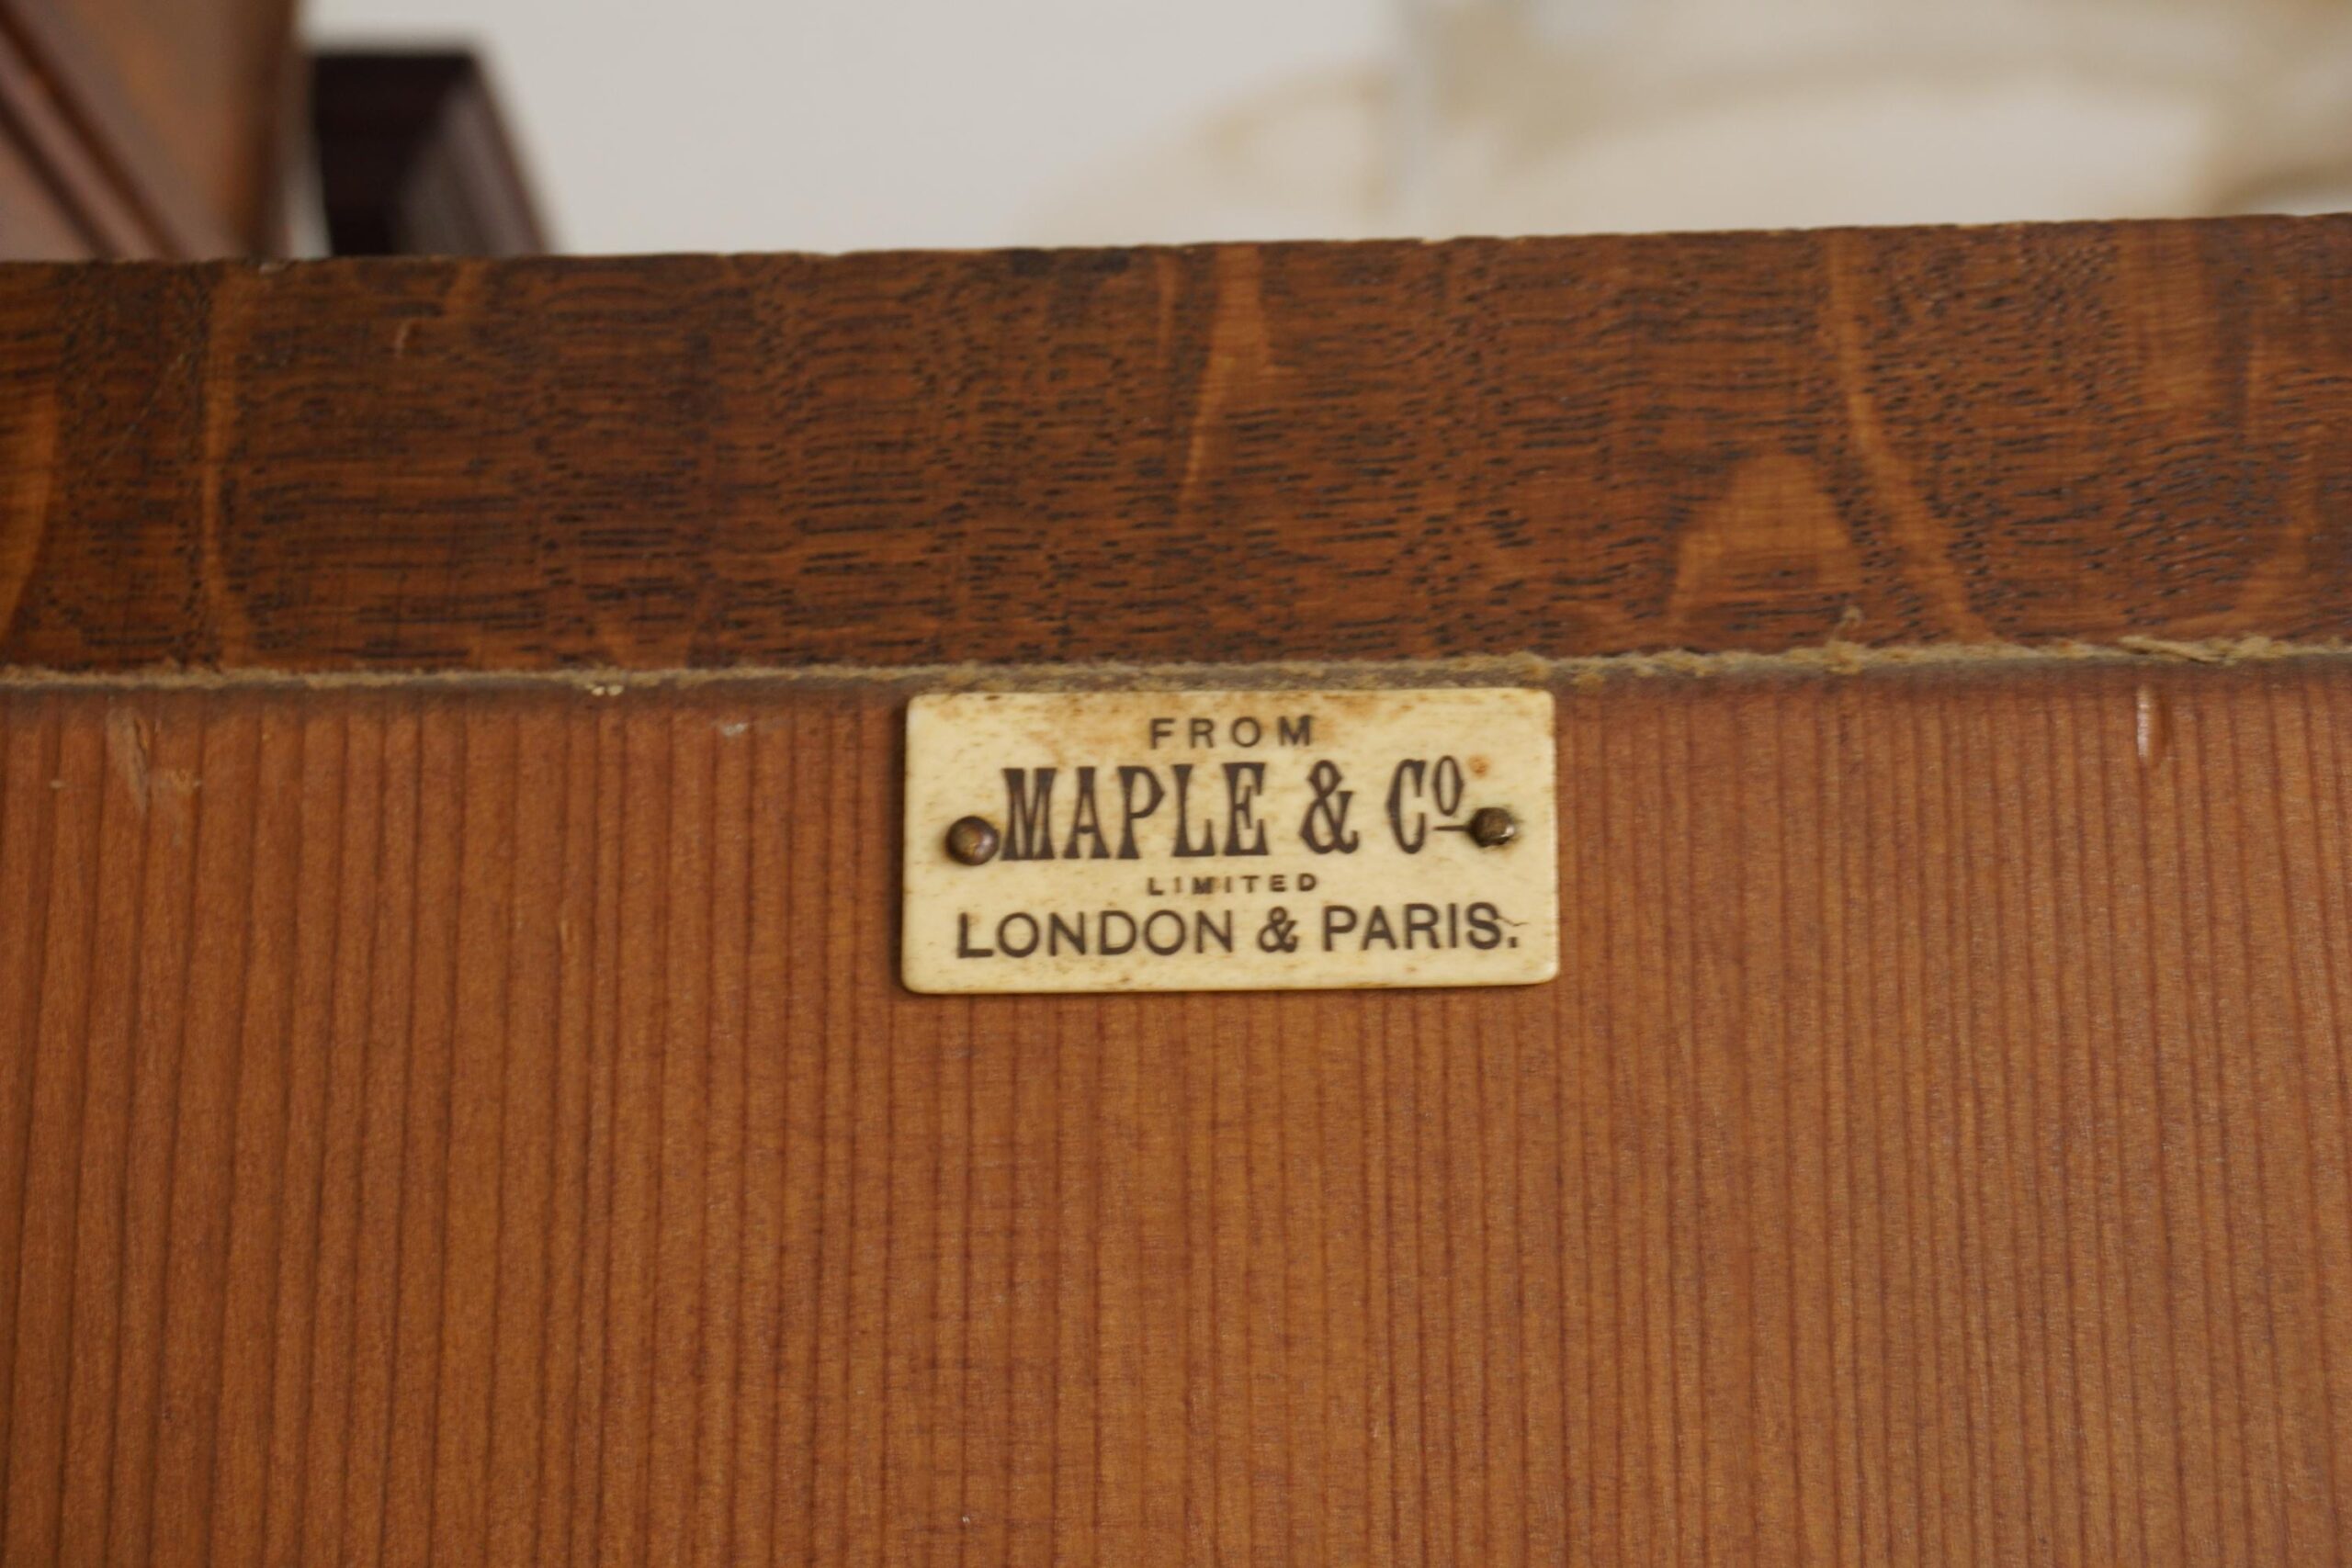 FROM
MAPLE & Co
LIMITED
LONDON & PARIS.